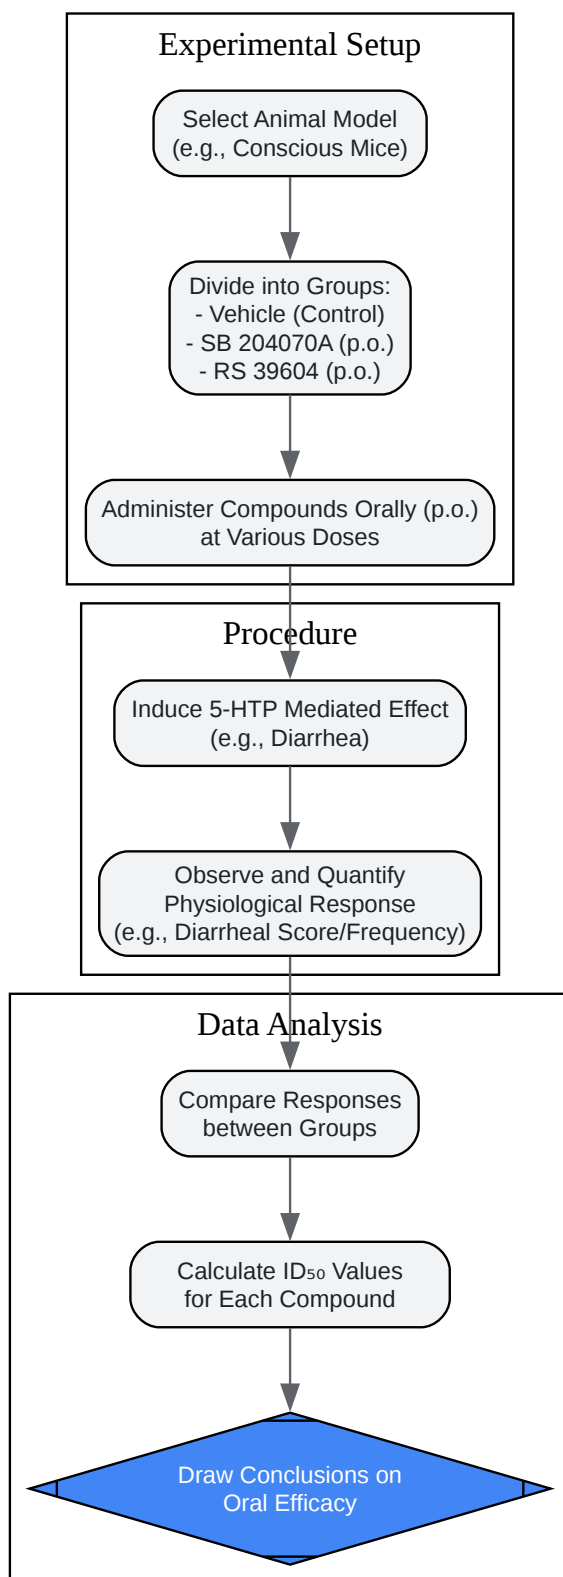 Experimental Setup
Select Animal Model
(e.g., Conscious Mice)
Divide into Groups:
- Vehicle (Control)
- SB 204070A (p.o.)
- RS 39604 (p.o.)
Administer Compounds Orally (p.o.)
at Various Doses
Procedure
Induce 5-HTP Mediated Effect
(e.g., Diarrhea)
Observe and Quantify
Physiological Response
(e.g., Diarrheal Score/Frequency)
Data Analysis
Compare Responses
between Groups
Calculate ID₅₀ Values
for Each Compound
Draw Conclusions on
Oral Efficacy